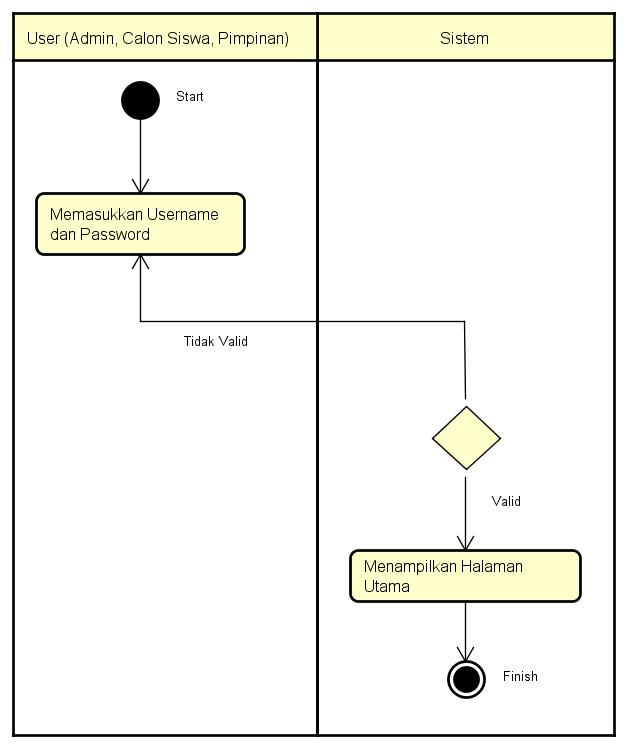 User (Admin, Calon Siswa, Pimpinan)
Sistem
Start
Memasukkan Username
dan Password
Tidak Valid
Valid
Menampilkan Halaman
Utama
Finish